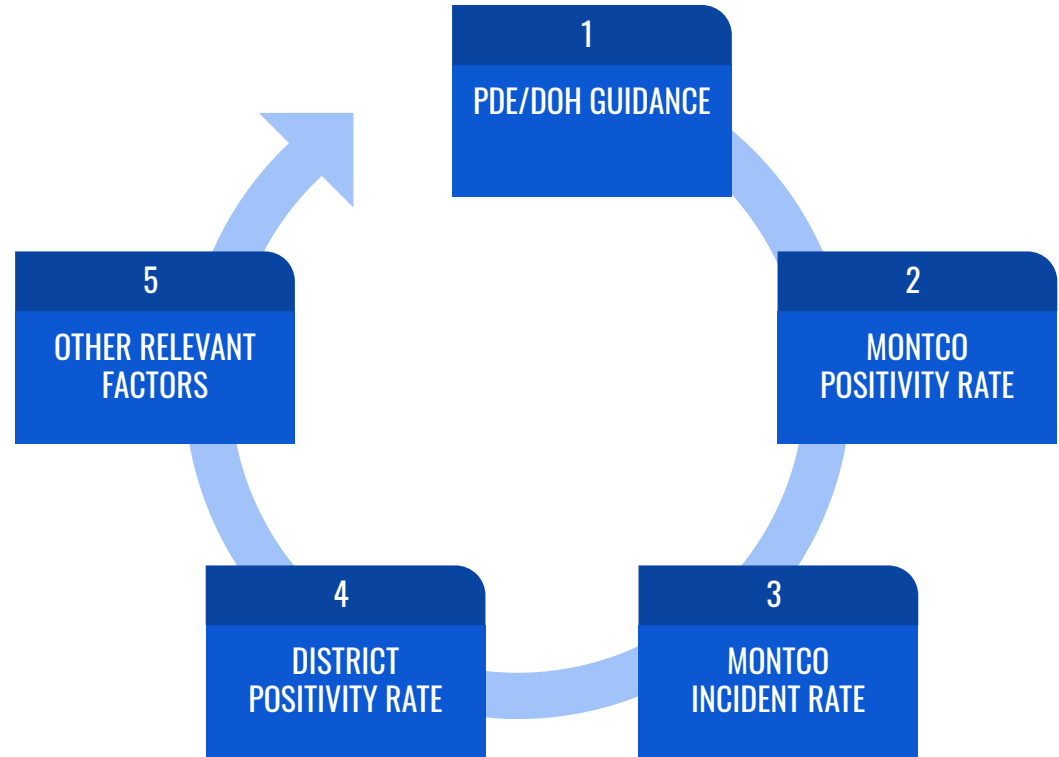 1
PDE/DOH GUIDANCE
2
MONTCO
POSITIVITY RATE
3
MONTCO
INCIDENT RATE
4
DISTRICT
POSITIVITY RATE
5
OTHER RELEVANT
FACTORS